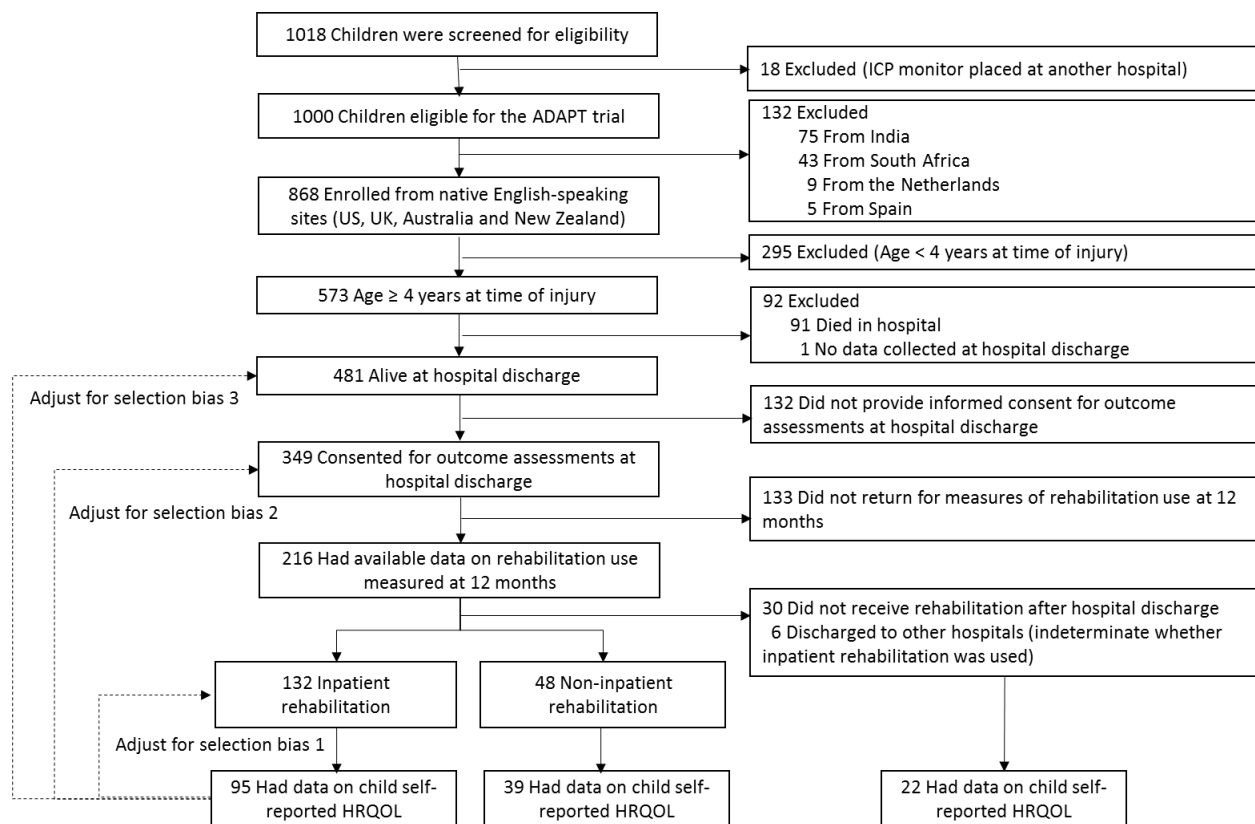 1018 Children were screened for eligibility
18 Excluded (ICP monitor placed at another hospital)
1000 Children eligible for the ADAPT trial
132 Excluded
75 From India
43 From South Africa
9 From the Netherlands
5 From Spain
868 Enrolled from native English-speaking
sites (US, UK, Australia and New Zealand)
295 Excluded (Age < 4 years at time of injury)
573 Age ≥ 4 years at time of injury
92 Excluded
91 Died in hospital
1 No data collected at hospital discharge
481 Alive at hospital discharge
Adjust for selection bias 3
132 Did not provide informed consent for outcome
assessments at hospital discharge
349 Consented for outcome assessments at
hospital discharge
Adjust for selection bias 2
133 Did not return for measures of rehabilitation use at 12
months
216 Had available data on rehabilitation use
measured at 12 months
30 Did not receive rehabilitation after hospital discharge
6 Discharged to other hospitals (indeterminate whether
inpatient rehabilitation was used)
132 Inpatient
rehabilitation
48 Non-inpatient
rehabilitation
Adjust for selection bias 1
95 Had data on child self-
reported HRQOL
39 Had data on child self-
reported HRQOL
22 Had data on child self-
reported HRQOL